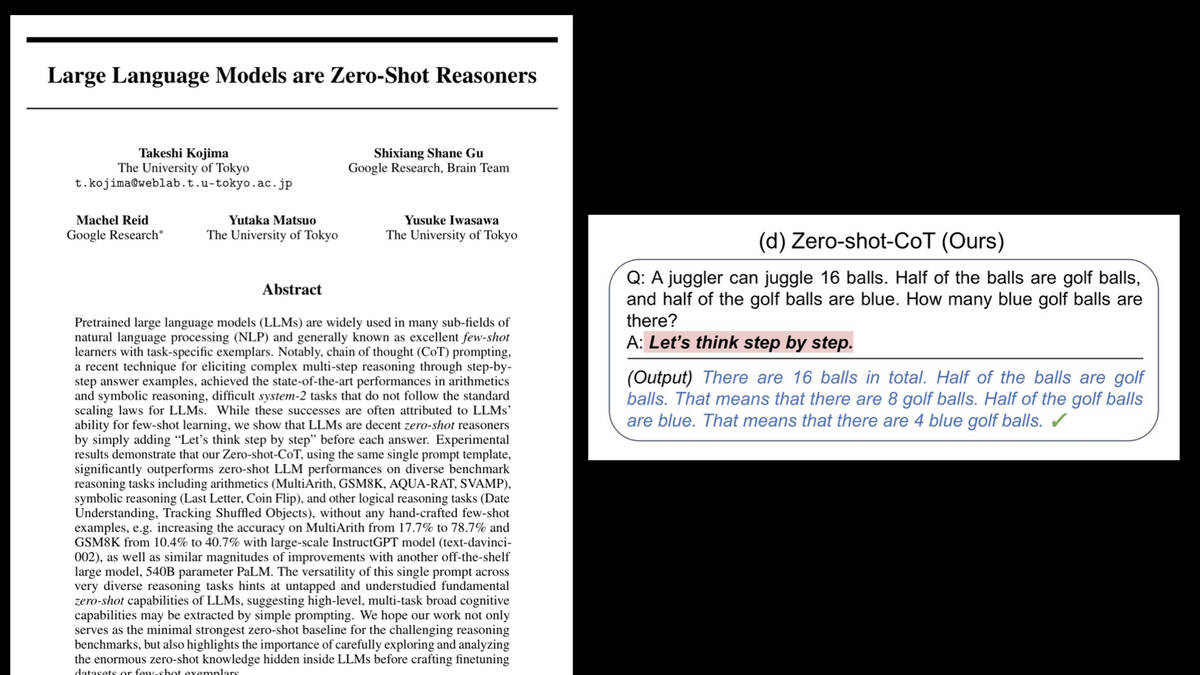 Large Language Models are Zero-Shot Reasoners
Takeshi Kojima
The University of Tokyo
t.kojima@weblab.t.u-tokyo.ac.jp
Shixiang Shane Gu
Google Research, Brain Team
Machel Reid
Google Research*
Yutaka Matsuo
The University of Tokyo
Yusuke Iwasawa
The University of Tokyo
Abstract
Pretrained large language models (LLMs) are widely used in many sub-fields of
natural language processing (NLP) and generally known as excellent few-shot
learners with task-specific exemplars. Notably, chain of thought (CoT) prompting,
a recent technique for eliciting complex multi-step reasoning through step-by-
step answer examples, achieved the state-of-the-art performances in arithmetics
and symbolic reasoning, difficult system-2 tasks that do not follow the standard
scaling laws for LLMs. While these successes are often attributed to LLMs'
ability for few-shot learning, we show that LLMs are decent zero-shot reasoners
by simply adding “Let's think step by step” before each answer. Experimental
results demonstrate that our Zero-shot-CoT, using the same single prompt template,
significantly outperforms zero-shot LLM performances on diverse benchmark
reasoning tasks including arithmetics (MultiArith, GSM8K, AQUA-RAT, SVAMP),
symbolic reasoning (Last Letter, Coin Flip), and other logical reasoning tasks (Date
Understanding, Tracking Shuffled Objects), without any hand-crafted few-shot
examples, e.g. increasing the accuracy on MultiArith from 17.7% to 78.7% and
GSM8K from 10.4% to 40.7% with large-scale InstructGPT model (text-davinci-
002), as well as similar magnitudes of improvements with another off-the-shelf
large model, 540B parameter PaLM. The versatility of this single prompt across
very diverse reasoning tasks hints at untapped and understudied fundamental
zero-shot capabilities of LLMs, suggesting high-level, multi-task broad cognitive
capabilities may be extracted by simple prompting. We hope our work not only
serves as the minimal strongest zero-shot baseline for the challenging reasoning
benchmarks, but also highlights the importance of carefully exploring and analyzing
the enormous zero-shot knowledge hidden inside LLMs before crafting finetuning
datasets or few-shot exemplars.
(d) Zero-shot-CoT (Ours)
Q: A juggler can juggle 16 balls. Half of the balls are golf balls,
and half of the golf balls are blue. How many blue golf balls are
there?
A: Let's think step by step.
(Output) There are 16 balls in total. Half of the balls are golf
balls. That means that there are 8 golf balls. Half of the golf balls
are blue. That means that there are 4 blue golf balls. ✓